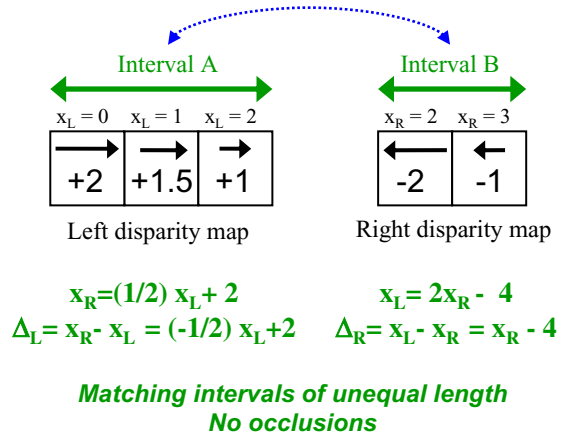 Interval A Interval B
x_L = 0 x_L = 1 x_L = 2 x_R = 2 x_R = 3
+2 +1.5 +1 -2 -1
Left disparity map Right disparity map
x_R=(1/2) x_L+ 2 x_L= 2x_R - 4
Δ_L= x_R- x_L = (-1/2) x_L+2 Δ_R= x_L- x_R = x_R - 4
Matching intervals of unequal length
No occlusions